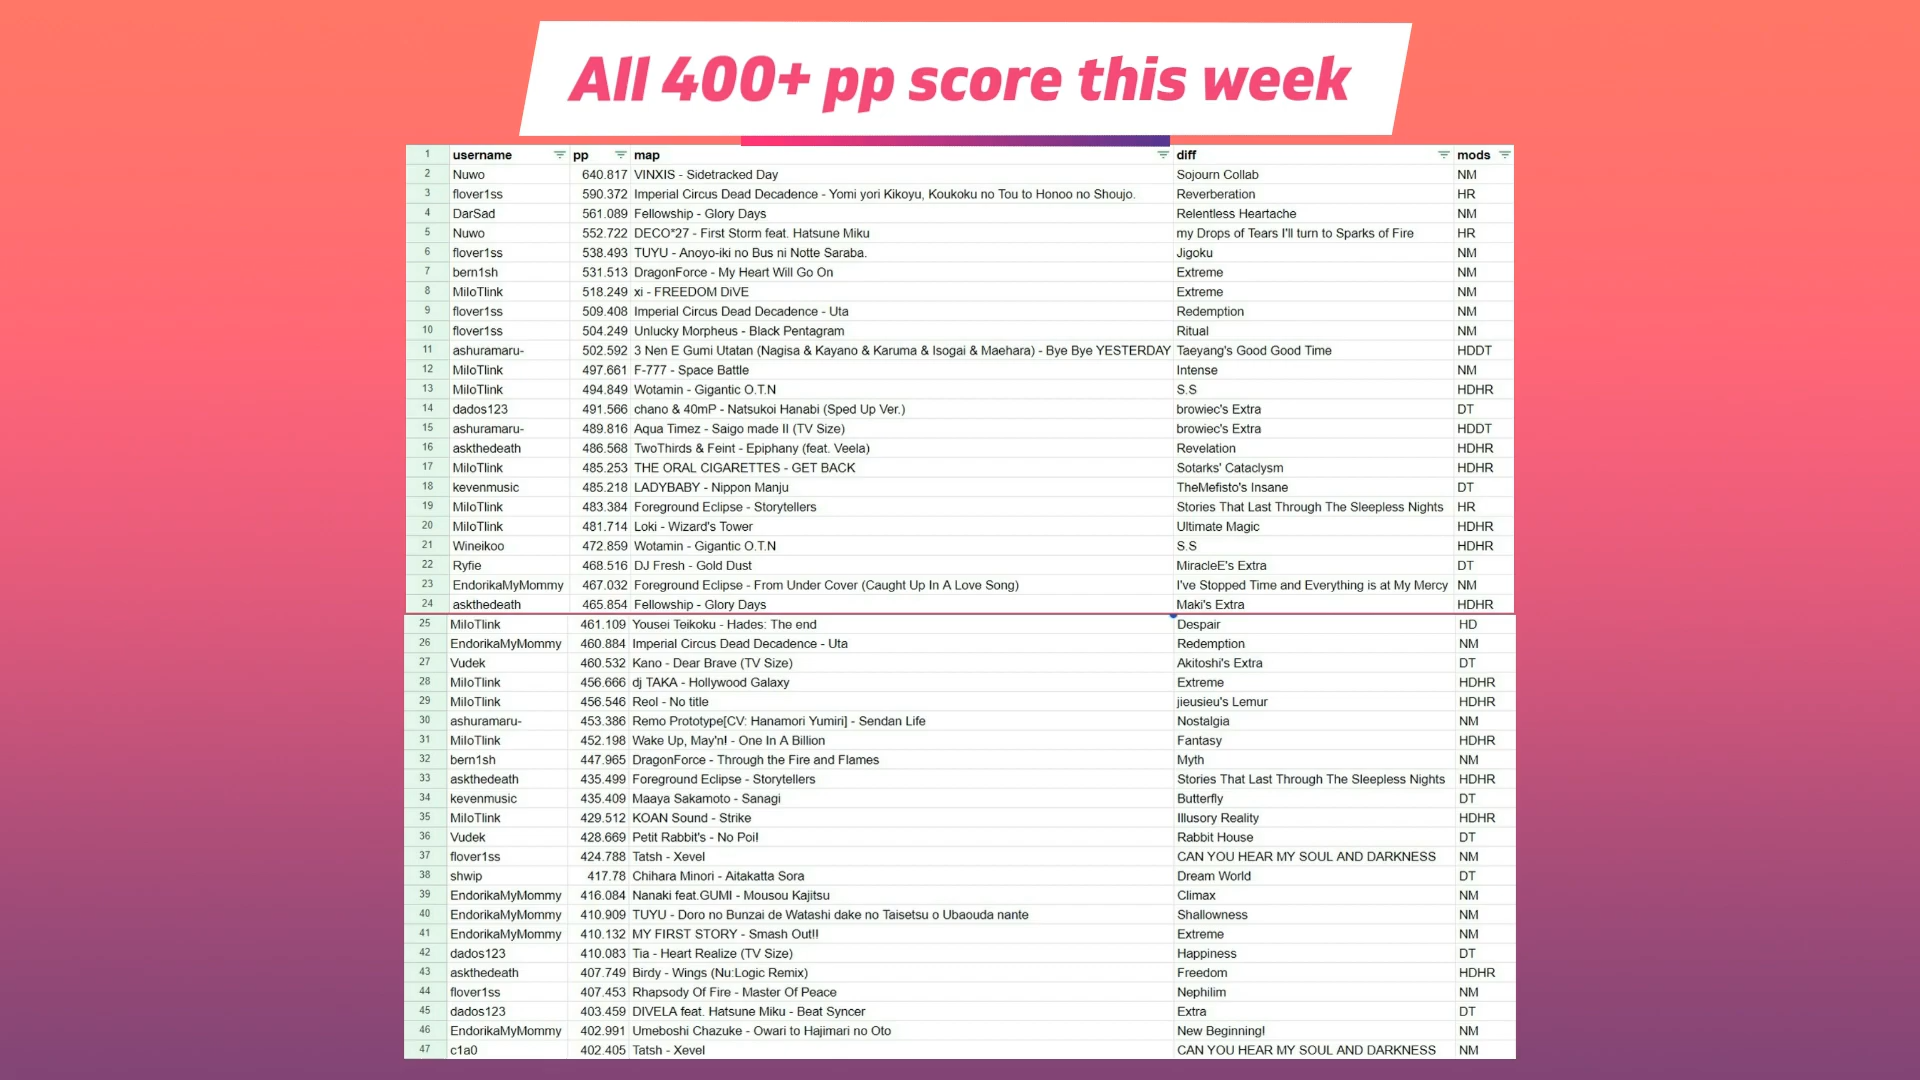 All 400+ pp score this week
1 username pp map diff mods
2 Nuwo 640.817 VINXIS - Sidetracked Day Sojourn Collab NM
3 flover1ss 590.372 Imperial Circus Dead Decadence - Yomi yori Kikoyu, Koukoku no Tou to Honoo no Shoujo. Reverberation HR
4 DarSad 561.089 Fellowship - Glory Days Relentless Heartache NM
5 Nuwo 552.722 DECO*27 - First Storm feat. Hatsune Miku my Drops of Tears I'll turn to Sparks of Fire HR
6 flover1ss 538.493 TUYU - Anoyo-iki no Bus ni Notte Saraba. Jigoku NM
7 bern1sh 531.513 DragonForce - My Heart Will Go On Extreme NM
8 MiloTlink 518.249 xi - FREEDOM DiVE Extreme NM
9 flover1ss 509.408 Imperial Circus Dead Decadence - Uta Redemption NM
10 flover1ss 504.249 Unlucky Morpheus - Black Pentagram Ritual NM
11 ashuramaru- 502.592 3 Nen E Gumi Utatan (Nagisa & Kayano & Karuma & Isogai & Maehara) - Bye Bye YESTERDAY Taeyang's Good Good Time HDDT
12 MiloTlink 497.661 F-777 - Space Battle Intense NM
13 MiloTlink 494.849 Wotamin - Gigantic O.T.N S.S HDHR
14 dados123 491.566 chano & 40mP - Natsukoi Hanabi (Sped Up Ver.) browiec's Extra DT
15 ashuramaru- 489.816 Aqua Timez - Saigo made II (TV Size) browiec's Extra HDDT
16 askthedeath 486.568 TwoThirds & Feint - Epiphany (feat. Veela) Revelation HDHR
17 MiloTlink 485.253 THE ORAL CIGARETTES - GET BACK Sotarks' Cataclysm HDHR
18 kevenmusic 485.218 LADYBABY - Nippon Manju TheMefisto's Insane DT
19 MiloTlink 483.384 Foreground Eclipse - Storytellers Stories That Last Through The Sleepless Nights HR
20 MiloTlink 481.714 Loki - Wizard's Tower Ultimate Magic HDHR
21 Wineikoo 472.859 Wotamin - Gigantic O.T.N S.S HDHR
22 Ryfie 468.516 DJ Fresh - Gold Dust MiracleE's Extra DT
23 EndorikaMyMommy 467.032 Foreground Eclipse - From Under Cover (Caught Up In A Love Song) I've Stopped Time and Everything is at My Mercy NM
24 askthedeath 465.854 Fellowship - Glory Days Maki's Extra HDHR
25 MiloTlink 461.109 Yousei Teikoku - Hades: The end Despair HD
26 EndorikaMyMommy 460.884 Imperial Circus Dead Decadence - Uta Redemption NM
27 Vudek 460.532 Kano - Dear Brave (TV Size) Akitoshi's Extra DT
28 MiloTlink 456.666 dj TAKA - Hollywood Galaxy Extreme HDHR
29 MiloTlink 456.546 Reol - No title jieusieu's Lemur HDHR
30 ashuramaru- 453.386 Remo Prototype[CV: Hanamori Yumiri] - Sendan Life Nostalgia NM
31 MiloTlink 452.198 Wake Up, May'n! - One In A Billion Fantasy HDHR
32 bern1sh 447.965 DragonForce - Through the Fire and Flames Myth NM
33 askthedeath 435.499 Foreground Eclipse - Storytellers Stories That Last Through The Sleepless Nights HDHR
34 kevenmusic 435.409 Maaya Sakamoto - Sanagi Butterfly DT
35 MiloTlink 429.512 KOAN Sound - Strike Illusory Reality HDHR
36 Vudek 428.669 Petit Rabbit's - No Poi! Rabbit House DT
37 flover1ss 424.788 Tatsh - Xevel CAN YOU HEAR MY SOUL AND DARKNESS NM
38 shwip 417.78 Chihara Minori - Aitakatta Sora Dream World DT
39 EndorikaMyMommy 416.084 Nanaki feat.GUMI - Mousou Kajitsu Climax NM
40 EndorikaMyMommy 410.909 TUYU - Doro no Bunzai de Watashi dake no Taisetsu o Ubaouda nante Shallowness NM
41 EndorikaMyMommy 410.132 MY FIRST STORY - Smash Out!! Extreme NM
42 dados123 410.083 Tia - Heart Realize (TV Size) Happiness DT
43 askthedeath 407.749 Birdy - Wings (Nu:Logic Remix) Freedom HDHR
44 flover1ss 407.453 Rhapsody Of Fire - Master Of Peace Nephilim NM
45 dados123 403.459 DIVELA feat. Hatsune Miku - Beat Syncer Extra DT
46 EndorikaMyMommy 402.991 Umeboshi Chazuke - Owari to Hajimari no Oto New Beginning! NM
47 c1a0 402.405 Tatsh - Xevel CAN YOU HEAR MY SOUL AND DARKNESS NM